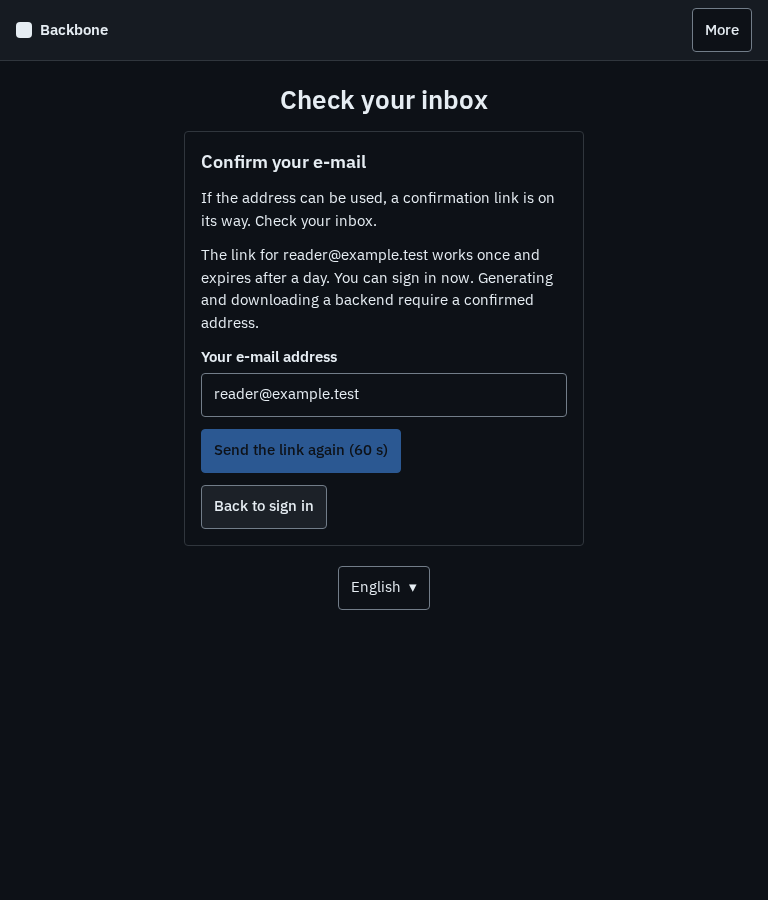 Backbone
More
Check your inbox
Confirm your e-mail
If the address can be used, a confirmation link is on
its way. Check your inbox.
The link for reader@example.test works once and
expires after a day. You can sign in now. Generating
and downloading a backend require a confirmed
address.
Your e-mail address
reader@example.test
Send the link again (60 s)
Back to sign in
English ▾